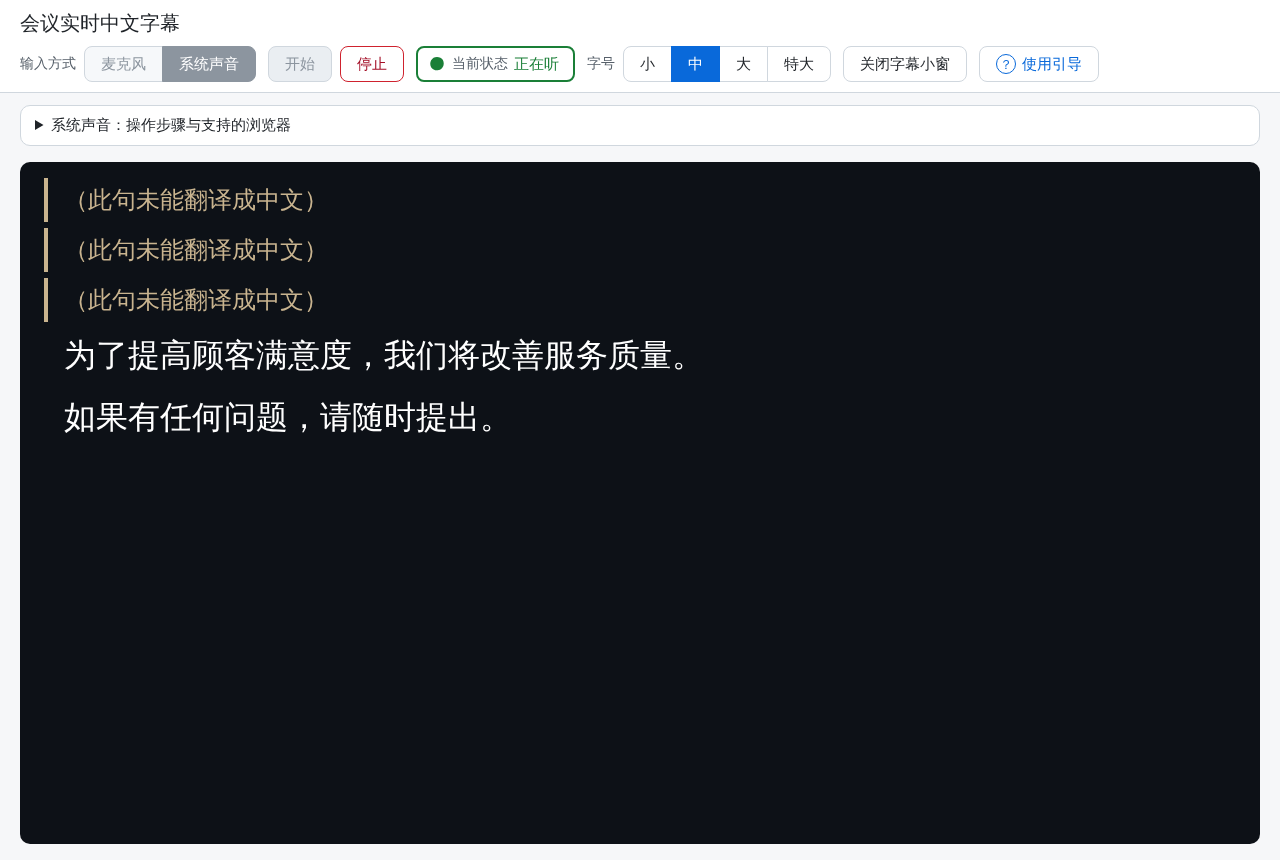 会议实时中文字幕
输入方式 麦克风 系统声音 开始 停止 当前状态 正在听 字号 小 中 大 特大 关闭字幕小窗 ? 使用引导
▶ 系统声音：操作步骤与支持的浏览器
（此句未能翻译成中文）
（此句未能翻译成中文）
（此句未能翻译成中文）
为了提高顾客满意度，我们将改善服务质量。
如果有任何问题，请随时提出。